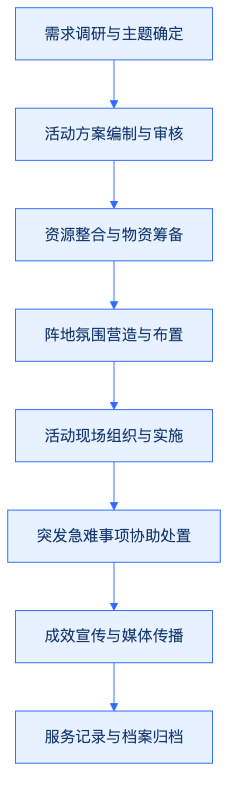 需求调研与主题确定
活动方案编制与审核
资源整合与物资筹备
阵地氛围营造与布置
活动现场组织与实施
突发急难事项协助处置
成效宣传与媒体传播
服务记录与档案归档